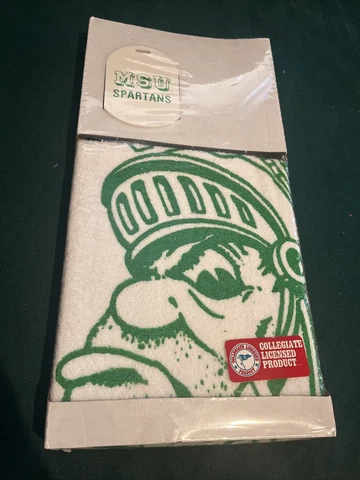 MSU
SPARTANS
COLLEGIATE
LICENSED
PRODUCT